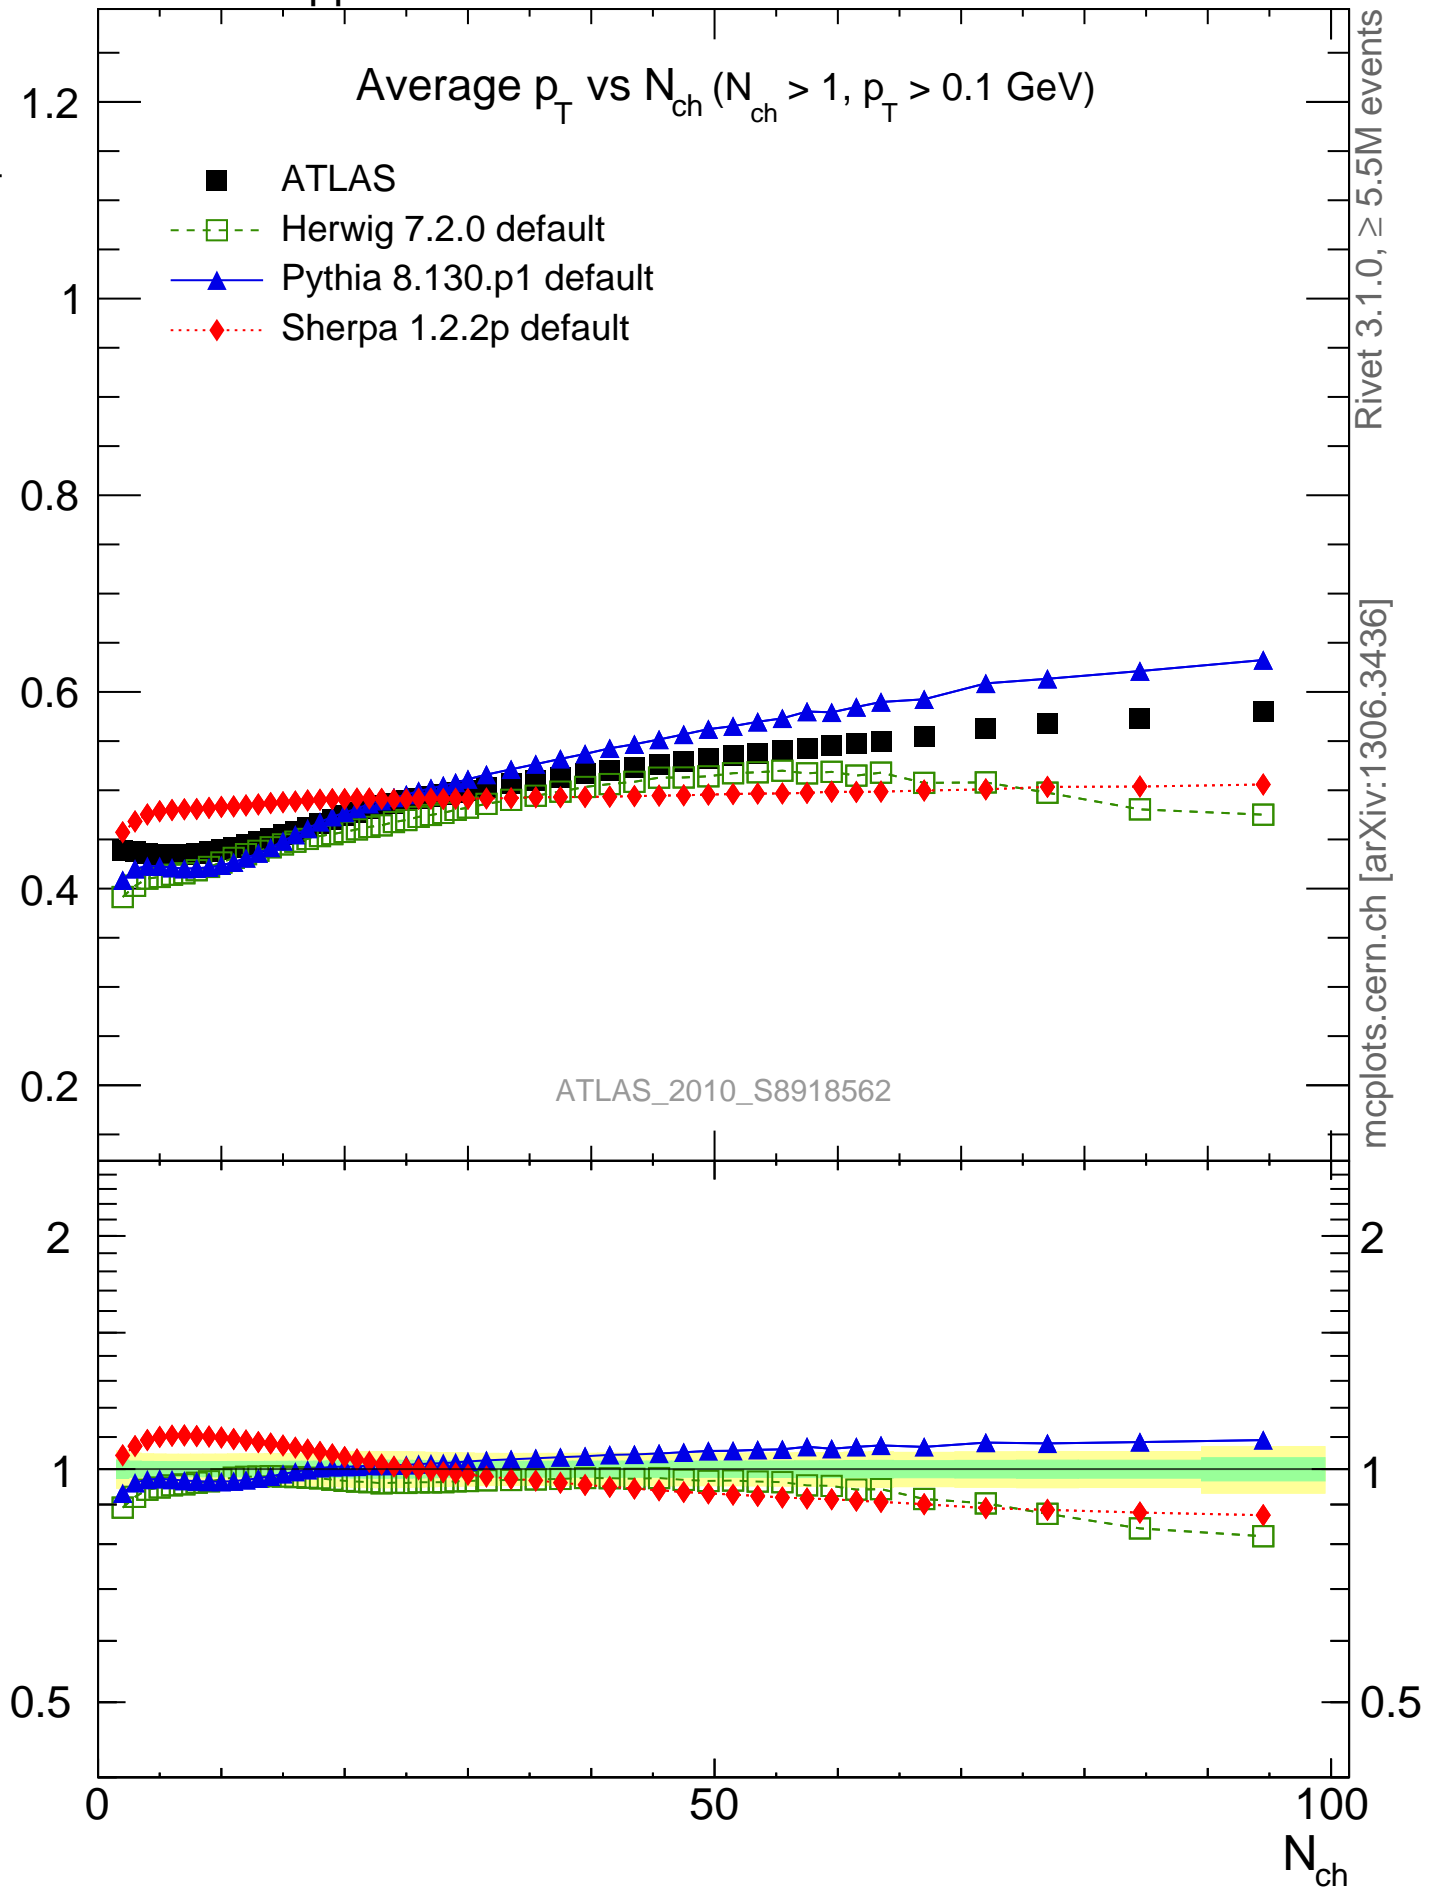 Average p_T vs N_ch (N_ch > 1, p_T > 0.1 GeV)
ATLAS
Herwig 7.2.0 default
Pythia 8.130.p1 default
Sherpa 1.2.2p default
1.2
1
0.8
0.6
0.4
0.2
ATLAS_2010_S8918562
Rivet 3.1.0, ≥ 5.5M events
mcplots.cern.ch [arXiv:1306.3436]
2
1
0.5
2
1
0.5
0
50
100
N_ch